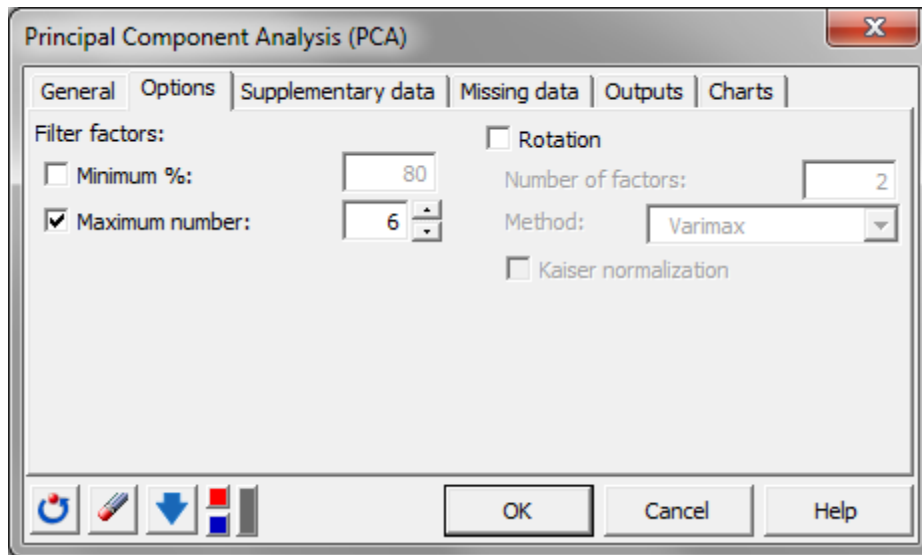 Principal Component Analysis (PCA)
General Options Supplementary data Missing data Outputs Charts
Filter factors:
Minimum %: 80
Maximum number: 6
Rotation
Number of factors: 2
Method: Varimax
Kaiser normalization
OK Cancel Help